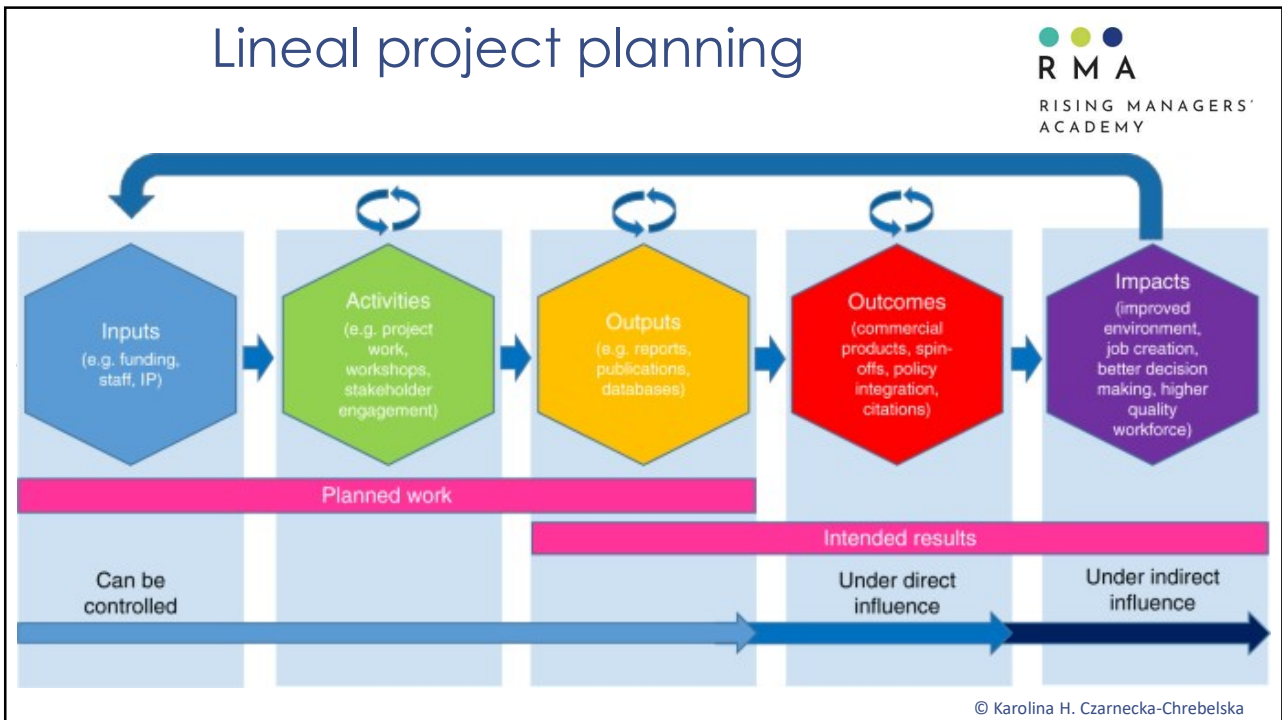 Lineal project planning
R M A
RISING MANAGERS'
ACADEMY
Inputs
(e.g. funding,
staff, IP)
Activities
(e.g. project
work,
workshops,
stakeholder
engagement)
Outputs
(e.g. reports,
publications,
databases)
Outcomes
(commercial
products, spin-
offs, policy
integration,
citations)
Impacts
(improved
environment,
job creation,
better decision
making, higher
quality
workforce)
Planned work
Intended results
Can be
controlled
Under direct
influence
Under indirect
influence
© Karolina H. Czarnecka-Chrebelska